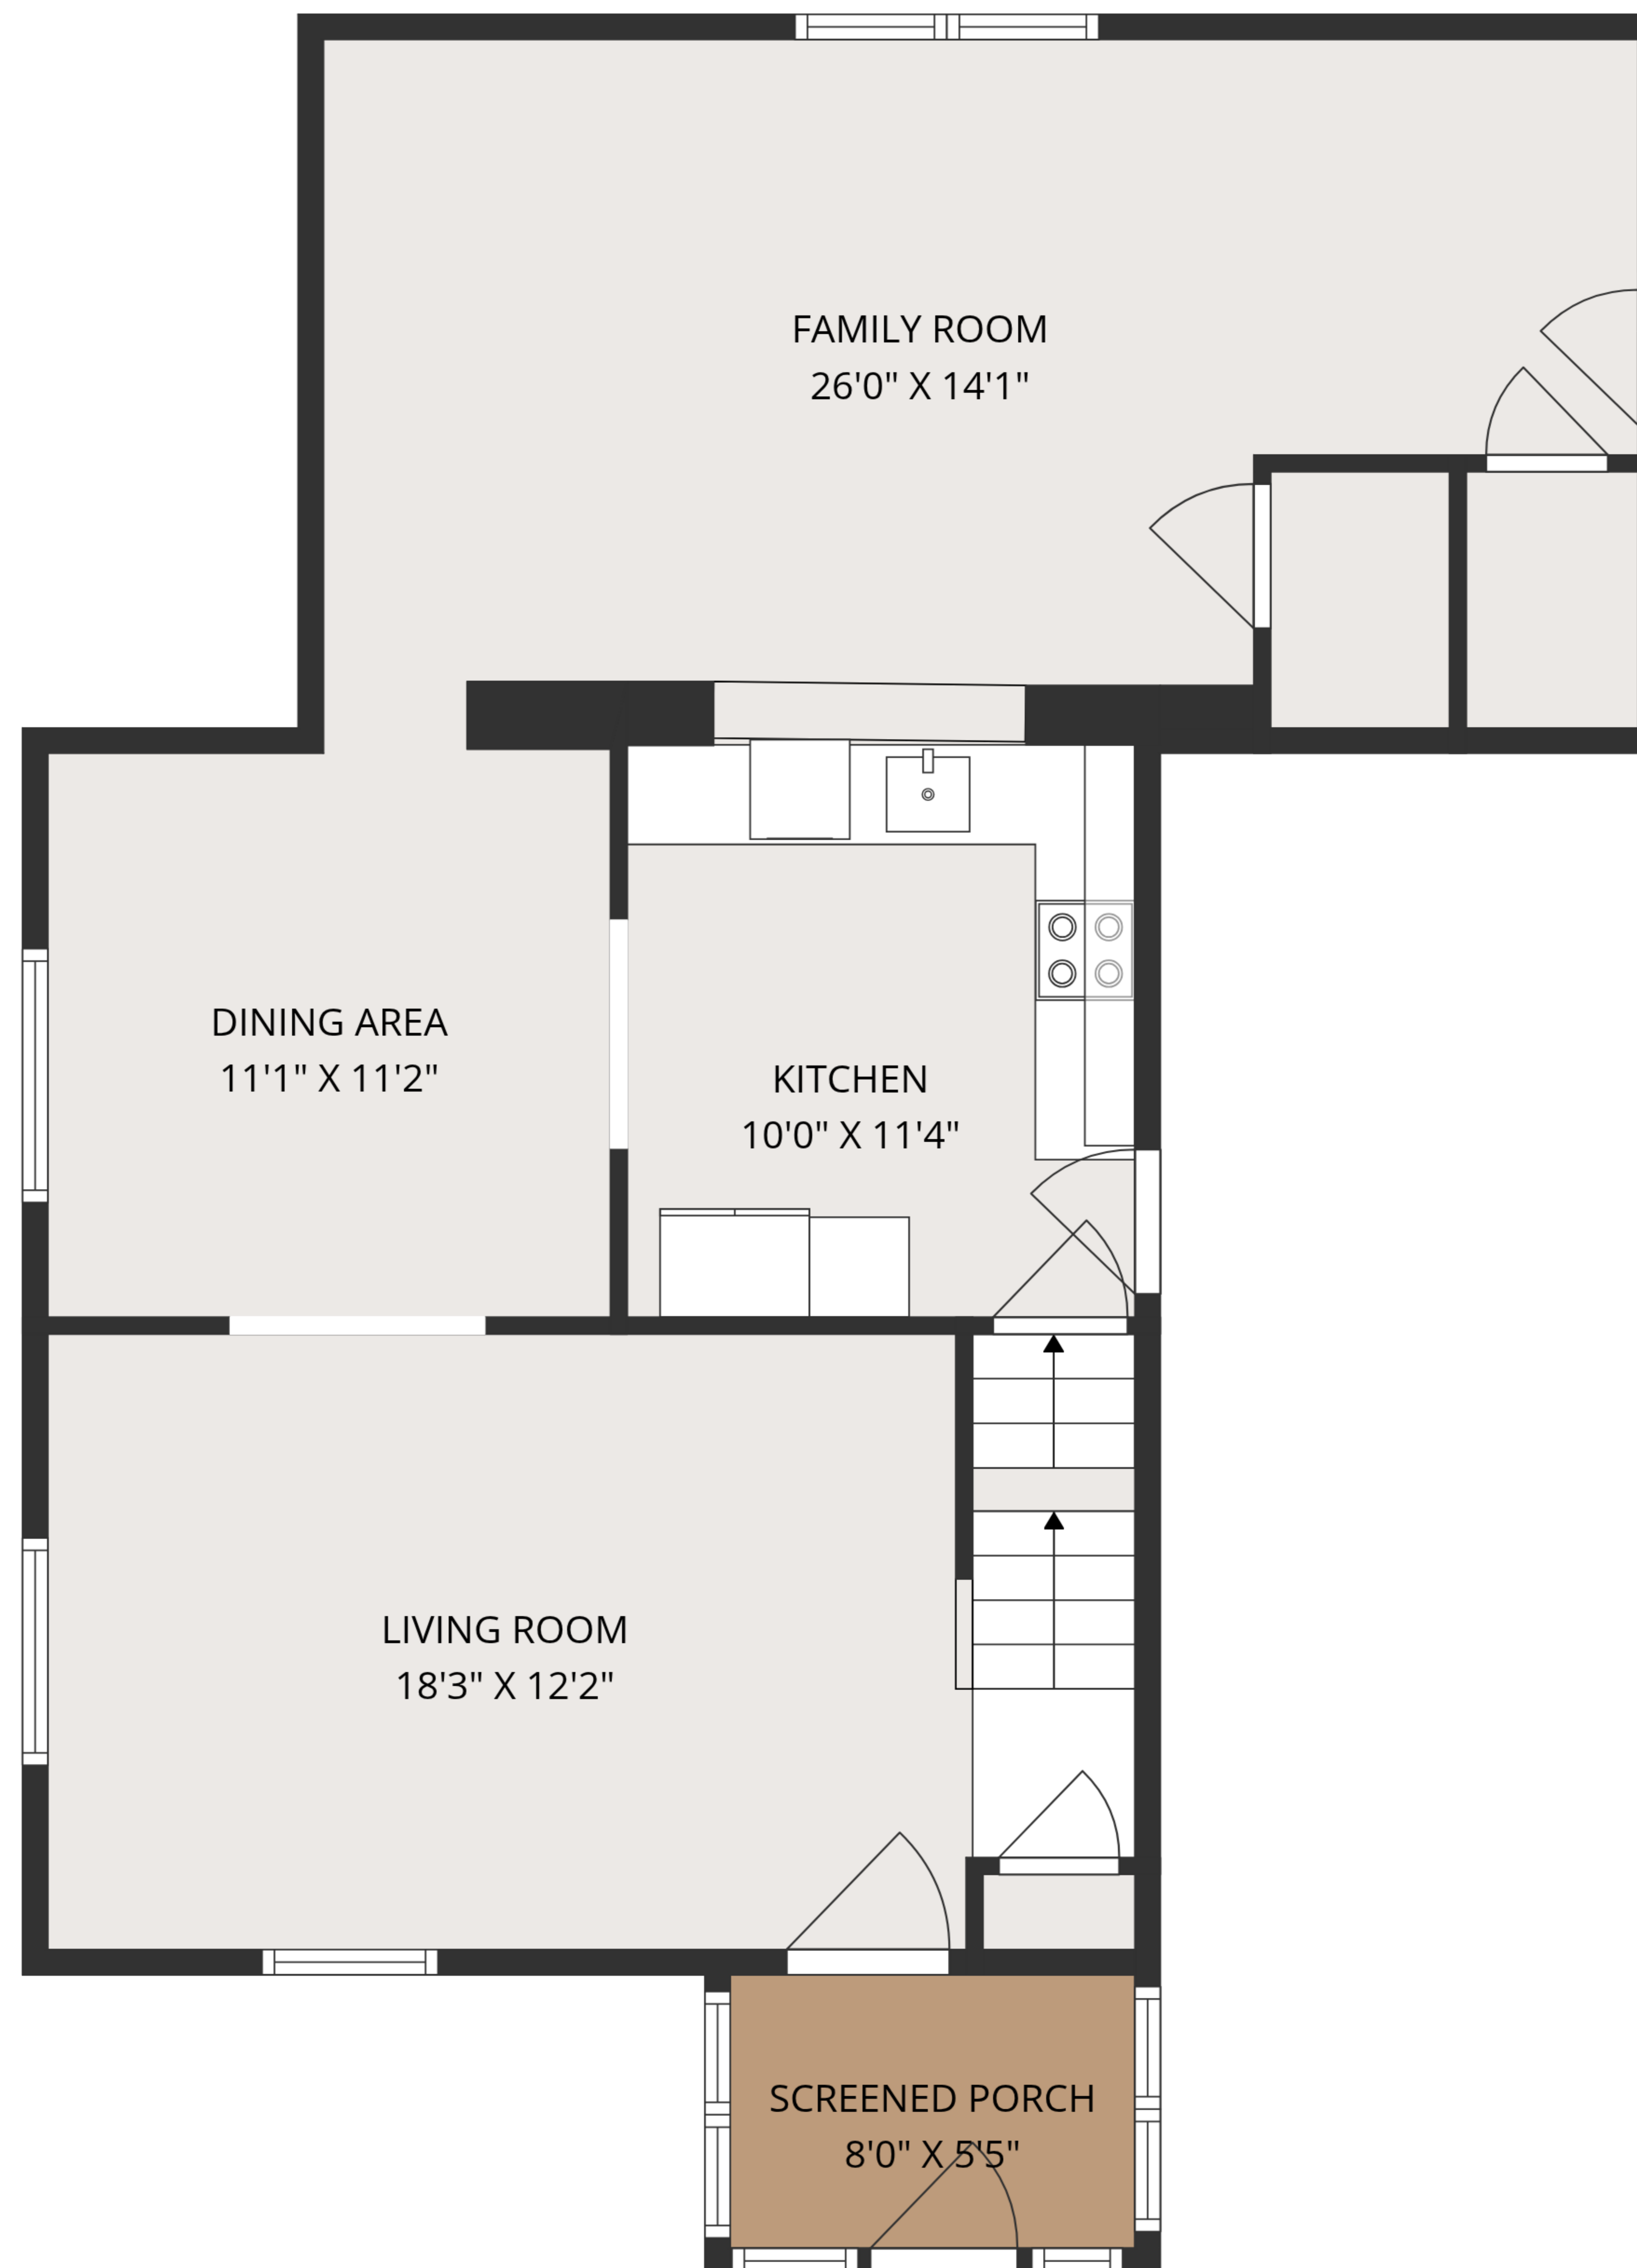 FAMILY ROOM
26'0" X 14'1"
DINING AREA
11'1" X 11'2"
KITCHEN
10'0" X 11'4"
LIVING ROOM
18'3" X 12'2"
SCREENED PORCH
8'0" X 5'5"